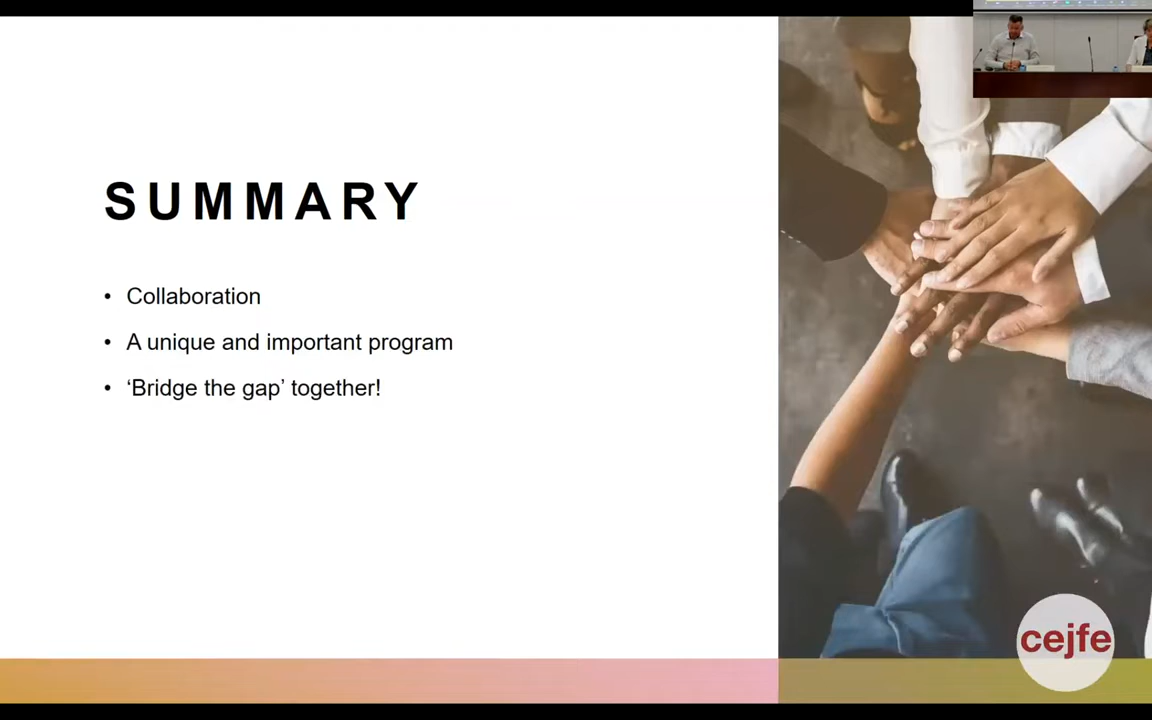 SUMMARY
• Collaboration
• A unique and important program
• ‘Bridge the gap’ together!
cejfe